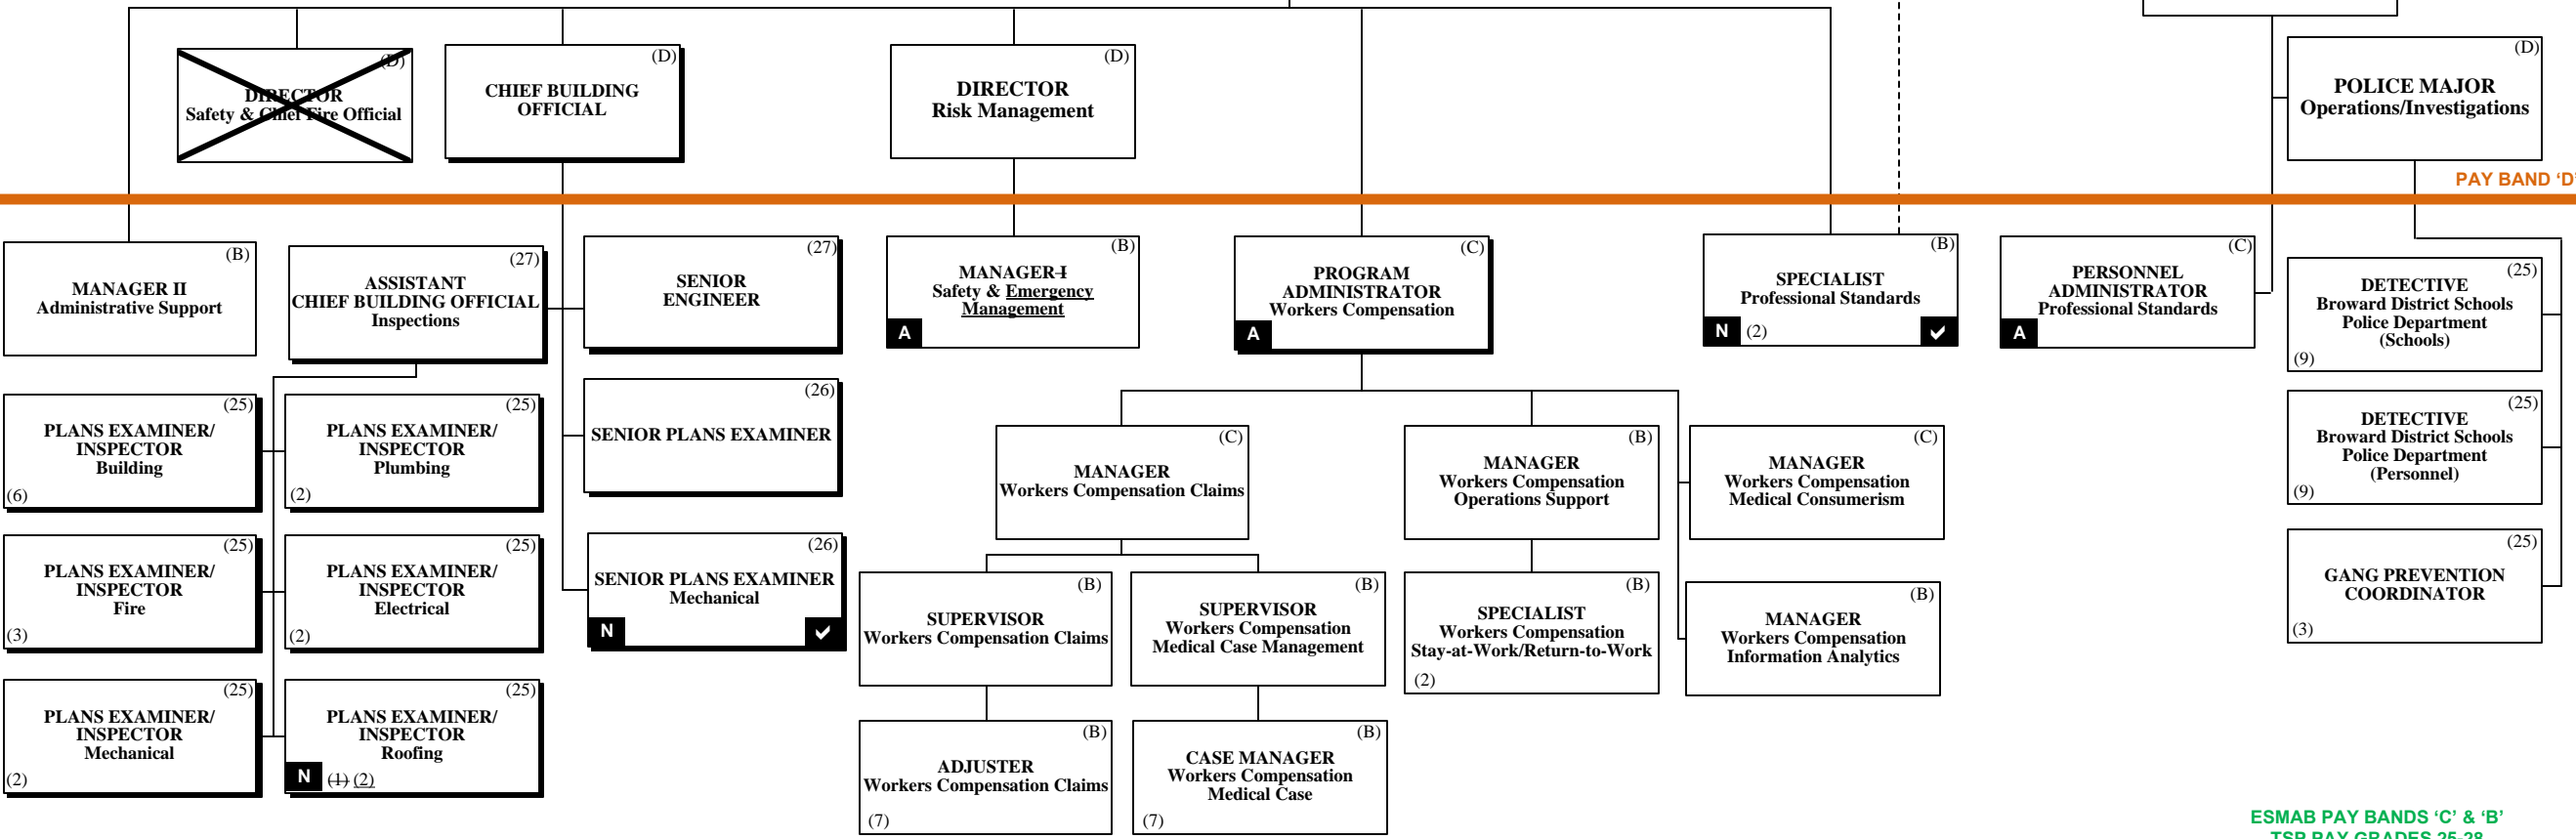 (D)
DIRECTOR
Safety & Chief Fire Official
(D)
CHIEF BUILDING
OFFICIAL
(D)
DIRECTOR
Risk Management
(D)
POLICE MAJOR
Operations/Investigations
PAY BAND ‘D’
(B)
MANAGER II
Administrative Support
(27)
ASSISTANT
CHIEF BUILDING OFFICIAL
Inspections
(27)
SENIOR
ENGINEER
(B)
MANAGER I
Safety & Emergency
Management
A
(C)
PROGRAM
ADMINISTRATOR
Workers Compensation
A
(B)
SPECIALIST
Professional Standards
N (2) ✔
(C)
PERSONNEL
ADMINISTRATOR
Professional Standards
A
(25)
DETECTIVE
Broward District Schools
Police Department
(Schools)
(9)
(26)
SENIOR PLANS EXAMINER
(25)
PLANS EXAMINER/
INSPECTOR
Building
(6)
(25)
PLANS EXAMINER/
INSPECTOR
Plumbing
(2)
(C)
MANAGER
Workers Compensation Claims
(B)
MANAGER
Workers Compensation
Operations Support
(C)
MANAGER
Workers Compensation
Medical Consumerism
(25)
DETECTIVE
Broward District Schools
Police Department
(Personnel)
(9)
(25)
PLANS EXAMINER/
INSPECTOR
Fire
(3)
(25)
PLANS EXAMINER/
INSPECTOR
Electrical
(2)
(26)
SENIOR PLANS EXAMINER
Mechanical
N ✔
(B)
SUPERVISOR
Workers Compensation Claims
(B)
SUPERVISOR
Workers Compensation
Medical Case Management
(B)
SPECIALIST
Workers Compensation
Stay-at-Work/Return-to-Work
(2)
(B)
MANAGER
Workers Compensation
Information Analytics
(25)
GANG PREVENTION
COORDINATOR
(3)
(25)
PLANS EXAMINER/
INSPECTOR
Mechanical
(2)
(25)
PLANS EXAMINER/
INSPECTOR
Roofing
N (1) (2)
(B)
ADJUSTER
Workers Compensation Claims
(7)
(B)
CASE MANAGER
Workers Compensation
Medical Case
(7)
ESMAB PAY BANDS ‘C’ & ‘B’
TSP PAY GRADES 25-28